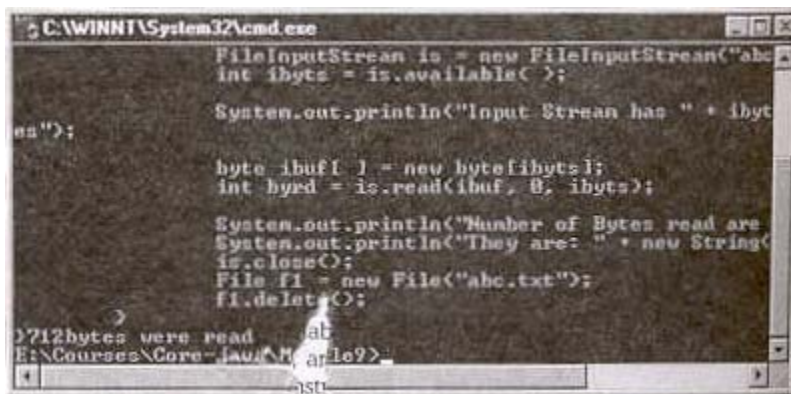 C:\WINNT\System32\cmd.exe
FileInputStream is = new FileInputStream("abc
int ibyts = is.available( );
System.out.println("Input Stream has " + ibyt
es");
byte ibuf[ ] = new byte[ibyts];
int byrd = is.read(ibuf, 0, ibyts);
System.out.println("Number of Bytes read are
System.out.println("They are: " + new String(
is.close();
File f1 = new File("abc.txt");
f1.delete();
}
}712bytes were read
E:\Courses\Core-